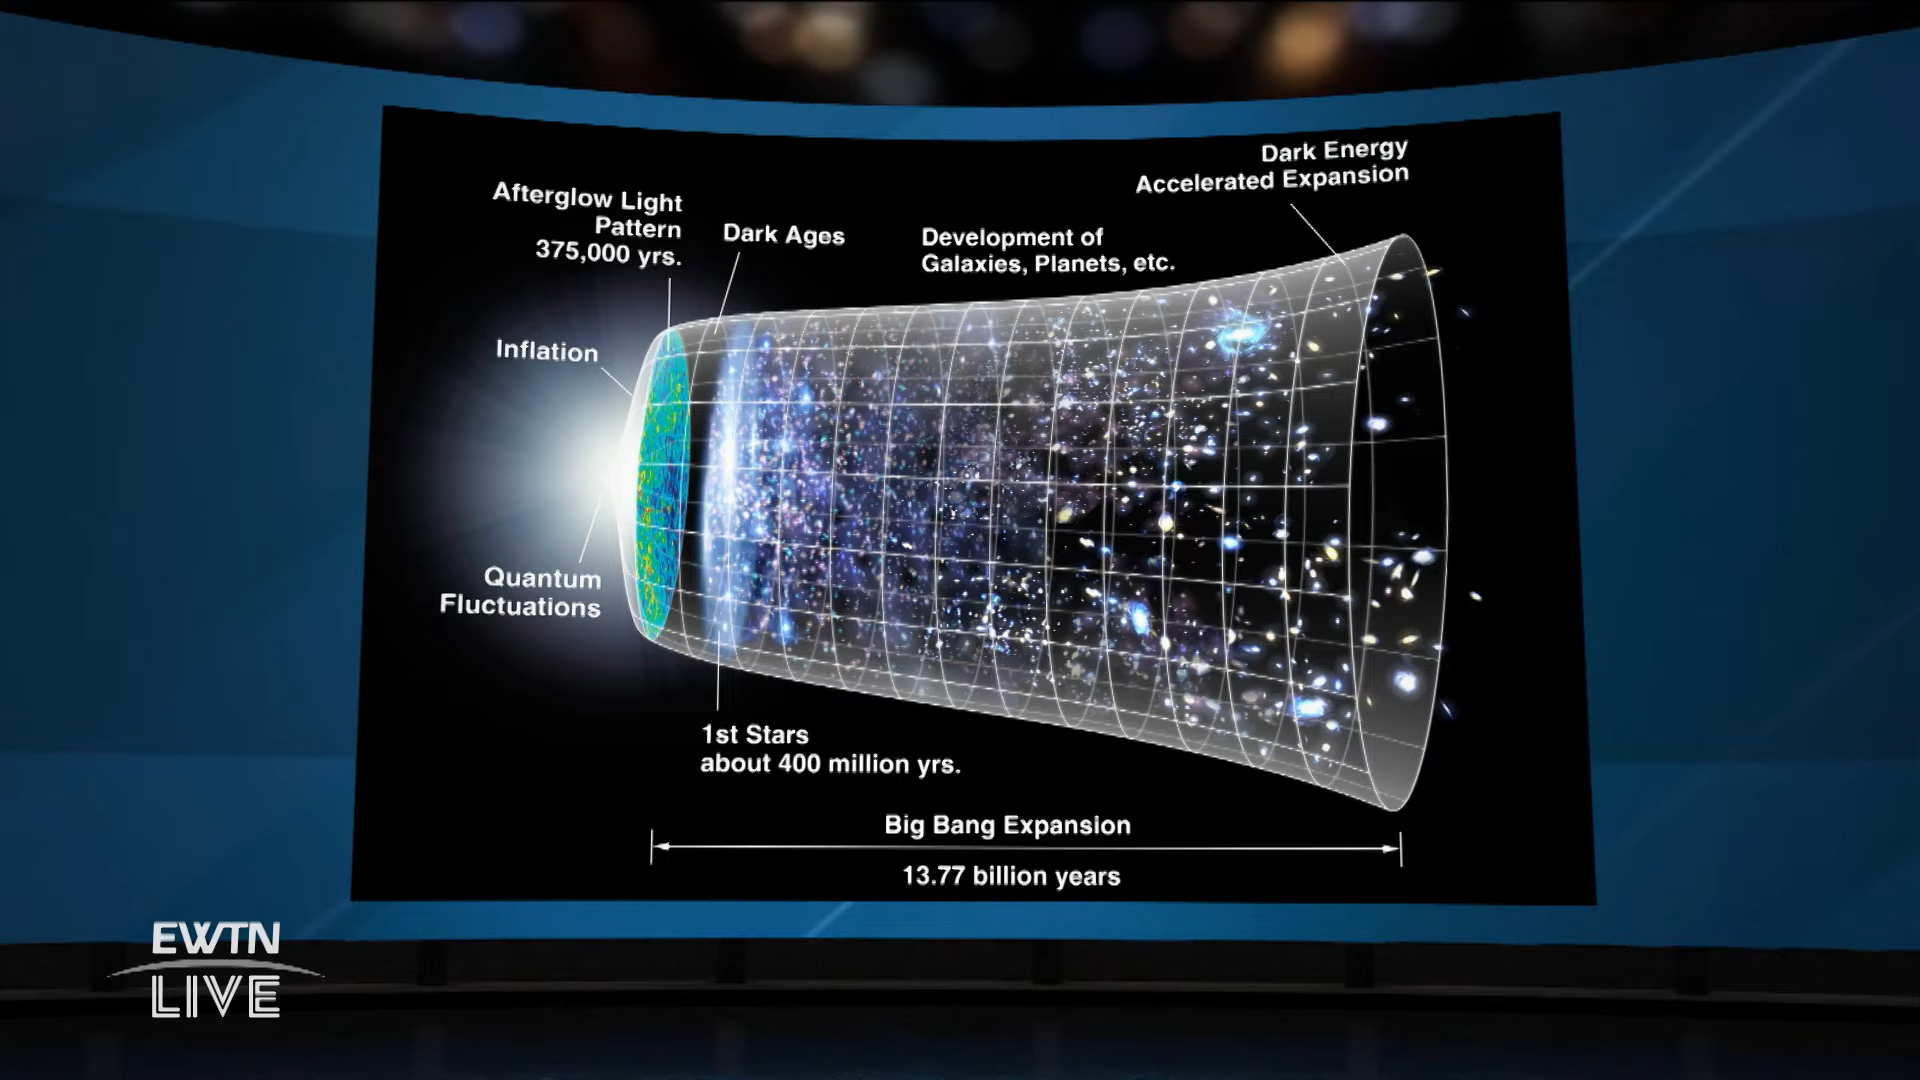 Dark Energy
Accelerated Expansion
Afterglow Light
Pattern
375,000 yrs.
Dark Ages
Development of
Galaxies, Planets, etc.
Inflation
Quantum
Fluctuations
1st Stars
about 400 million yrs.
Big Bang Expansion
13.77 billion years
EWTN
LIVE